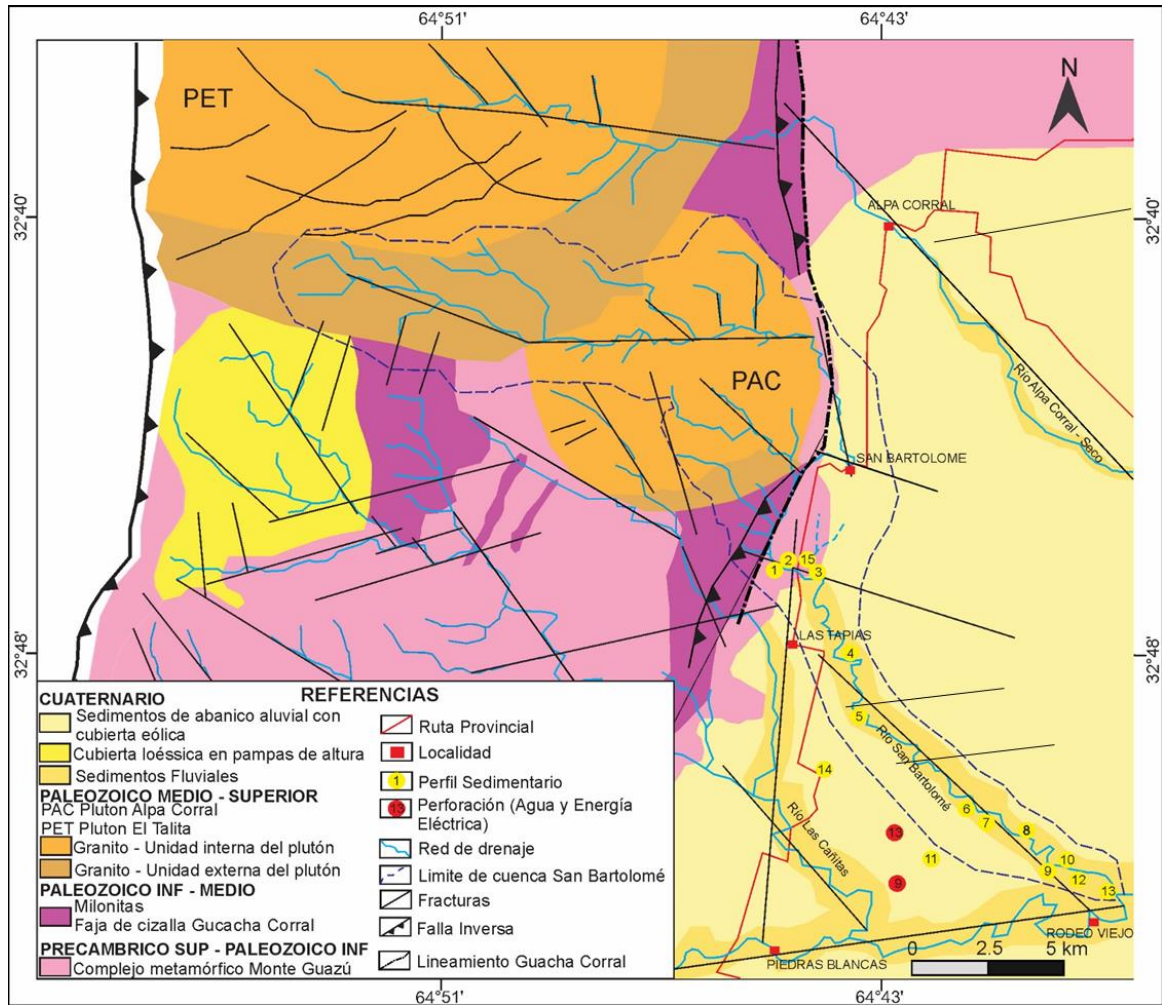 64°51'
64°43'
N
PET
32°40'
32°40'
ALPA CORRAL
Río Alpa Corral - Seco
PAC
SAN BARTOLOME
1
2
15
3
32°48'
32°48'
LAS TAPIAS
4
5
Río San Bartolomé
14
6
7
8
Río Las Cañitas
13
11
10
9
12
13
9
RODEO VIEJO
PIEDRAS BLANCAS
0 2.5 5 km
REFERENCIAS
CUATERNARIO
Sedimentos de abanico aluvial con
cubierta eólica
Cubierta loéssica en pampas de altura
Sedimentos Fluviales
PALEOZOICO MEDIO - SUPERIOR
PAC Pluton Alpa Corral
PET Pluton El Talita
Granito - Unidad interna del plutón
Granito - Unidad externa del plutón
PALEOZOICO INF - MEDIO
Milonitas
Faja de cizalla Gucacha Corral
PRECAMBRICO SUP - PALEOZOICO INF
Complejo metamórfico Monte Guazú
Ruta Provincial
Localidad
1
Perfil Sedimentario
13
Perforación (Agua y Energía
Eléctrica)
Red de drenaje
Limite de cuenca San Bartolomé
Fracturas
Falla Inversa
Lineamiento Guacha Corral
64°51'
64°43'